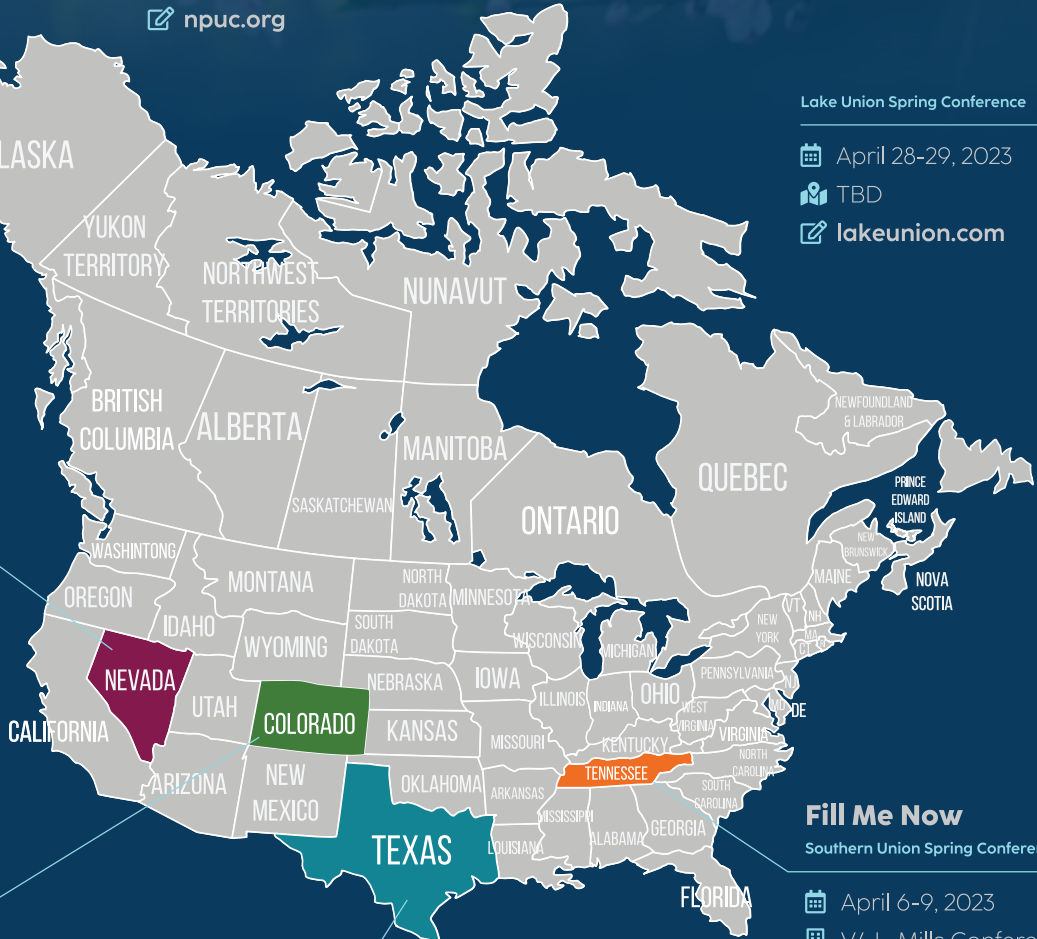 npuc.org
Lake Union Spring Conference
April 28-29, 2023
TBD
lakeunion.com
LASKA
YUKON
TERRITORY
NORTHWEST
TERRITORIES
NUNAVUT
BRITISH
COLUMBIA
ALBERTA
SASKATCHEWAN
MANITOBA
ONTARIO
QUEBEC
NEWFOUNDLAND
& LABRADOR
PRINCE
EDWARD
ISLAND
NEW
BRUNSWICK
NOVA
SCOTIA
MAINE
WASHINTONG
OREGON
IDAHO
MONTANA
NORTH
DAKOTA
MINNESOTA
SOUTH
DAKOTA
WYOMING
WISCONSIN
MICHIGAN
NEW
YORK
VT
NH
MA
CT
NEVADA
UTAH
COLORADO
NEBRASKA
IOWA
ILLINOIS
INDIANA
OHIO
PENNSYLVANIA
NJ
MD
DE
WEST
VIRGINIA
VIRGINIA
CALIFORNIA
KANSAS
MISSOURI
KENTUCKY
NORTH
CAROLINA
TENNESSEE
ARIZONA
NEW
MEXICO
OKLAHOMA
ARKANSAS
SOUTH
CAROLINA
MISSISSIPPI
ALABAMA
GEORGIA
TEXAS
LOUISIANA
FLORIDA
Fill Me Now
Southern Union Spring Confere
April 6-9, 2023
Mills Confere